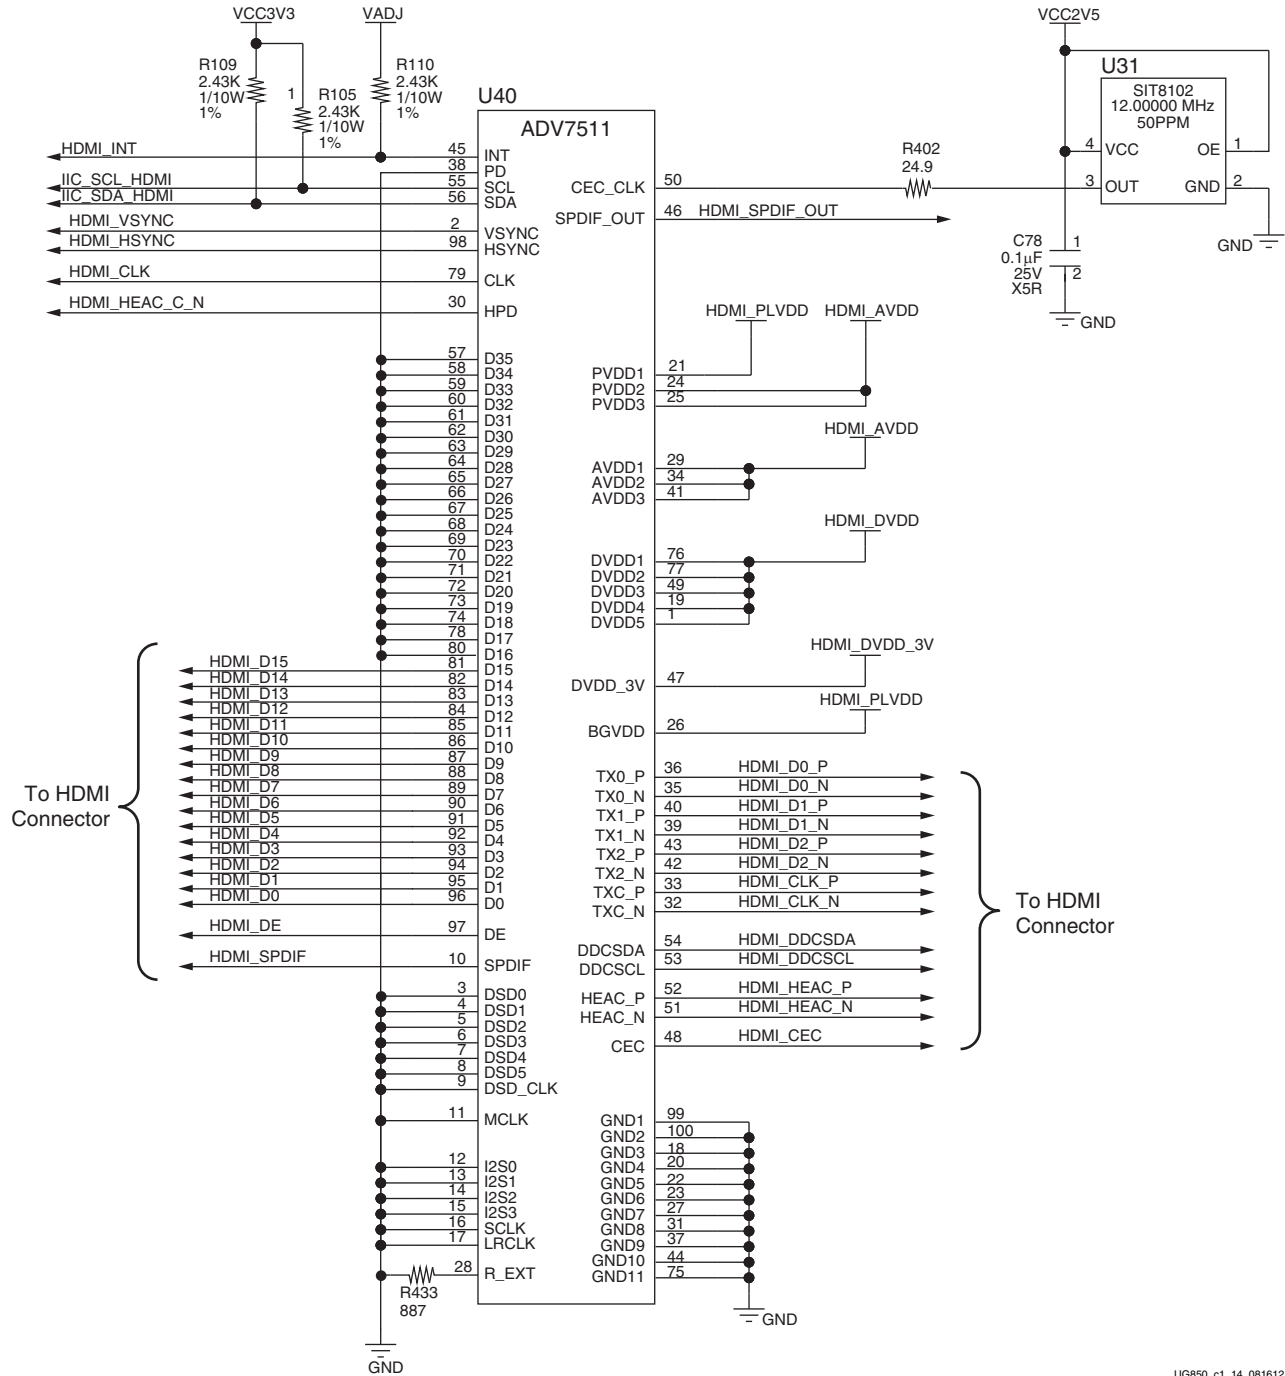 VCC3V3
VADJ
VCC2V5
R109
2.43K
1/10W
1%
1
R105
2.43K
1/10W
1%
R110
2.43K
1/10W
1%
U40
ADV7511
U31
SIT8102
12.00000 MHz
50PPM
4 VCC OE 1
3 OUT GND 2
R402
24.9
GND
C78 1
0.1µF
25V 2
X5R
GND
HDMI_INT 45 INT
38 PD
IIC_SCL_HDMI 55 SCL
IIC_SDA_HDMI 56 SDA
HDMI_VSYNC 2 VSYNC
HDMI_HSYNC 98 HSYNC
HDMI_CLK 79 CLK
HDMI_HEAC_C_N 30 HPD
57 D35
58 D34
59 D33
60 D32
61 D31
62 D30
63 D29
64 D28
65 D27
66 D26
67 D25
68 D24
69 D23
70 D22
71 D21
72 D20
73 D19
74 D18
78 D17
80 D16
HDMI_D15 81 D15
HDMI_D14 82 D14
HDMI_D13 83 D13
HDMI_D12 84 D12
HDMI_D11 85 D11
HDMI_D10 86 D10
HDMI_D9 87 D9
HDMI_D8 88 D8
HDMI_D7 89 D7
HDMI_D6 90 D6
HDMI_D5 91 D5
HDMI_D4 92 D4
HDMI_D3 93 D3
HDMI_D2 94 D2
HDMI_D1 95 D1
HDMI_D0 96 D0
HDMI_DE 97 DE
HDMI_SPDIF 10 SPDIF
To HDMI
Connector
3 DSD0
4 DSD1
5 DSD2
6 DSD3
7 DSD4
8 DSD5
9 DSD_CLK
11 MCLK
12 I2S0
13 I2S1
14 I2S2
15 I2S3
16 SCLK
17 LRCLK
28 R_EXT
R433
887
GND
CEC_CLK 50
SPDIF_OUT 46 HDMI_SPDIF_OUT
HDMI_PLVDD HDMI_AVDD
PVDD1 21
PVDD2 24
PVDD3 25
HDMI_AVDD
AVDD1 29
AVDD2 34
AVDD3 41
HDMI_DVDD
DVDD1 76
DVDD2 77
DVDD3 49
DVDD4 19
DVDD5 1
HDMI_DVDD_3V
DVDD_3V 47
HDMI_PLVDD
BGVDD 26
TX0_P 36 HDMI_D0_P
TX0_N 35 HDMI_D0_N
TX1_P 40 HDMI_D1_P
TX1_N 39 HDMI_D1_N
TX2_P 43 HDMI_D2_P
TX2_N 42 HDMI_D2_N
TXC_P 33 HDMI_CLK_P
TXC_N 32 HDMI_CLK_N
DDCSDA 54 HDMI_DDCSDA
DDCSCL 53 HDMI_DDCSCL
HEAC_P 52 HDMI_HEAC_P
HEAC_N 51 HDMI_HEAC_N
CEC 48 HDMI_CEC
To HDMI
Connector
GND1 99
GND2 100
GND3 18
GND4 20
GND5 22
GND6 23
GND7 27
GND8 31
GND9 37
GND10 44
GND11 75
GND
UG850_c1_14_081612